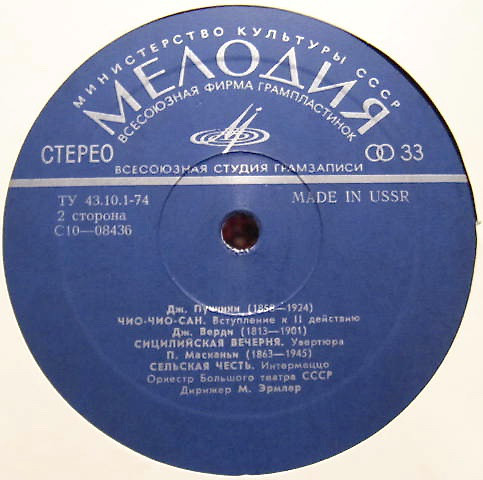 МИНИСТЕРСТВО КУЛЬТУРЫ СССР
МЕЛОДИЯ
ВСЕСОЮЗНАЯ ФИРМА ГРАМПЛАСТИНОК
СТЕРЕО
33
ВСЕСОЮЗНАЯ СТУДИЯ ГРАМЗАПИСИ
ТУ 43.10.1-74
MADE IN USSR
2 сторона
С10—08436
Дж. Пуччини (1858—1924)
ЧИО-ЧИО-САН. Вступление к II действию
Дж. Верди (1813—1901)
СИЦИЛИЙСКАЯ ВЕЧЕРНЯ. Увертюра
П. Масканьи (1863—1945)
СЕЛЬСКАЯ ЧЕСТЬ. Интермеццо
Оркестр Большого театра СССР
Дирижер М. Эрмлер